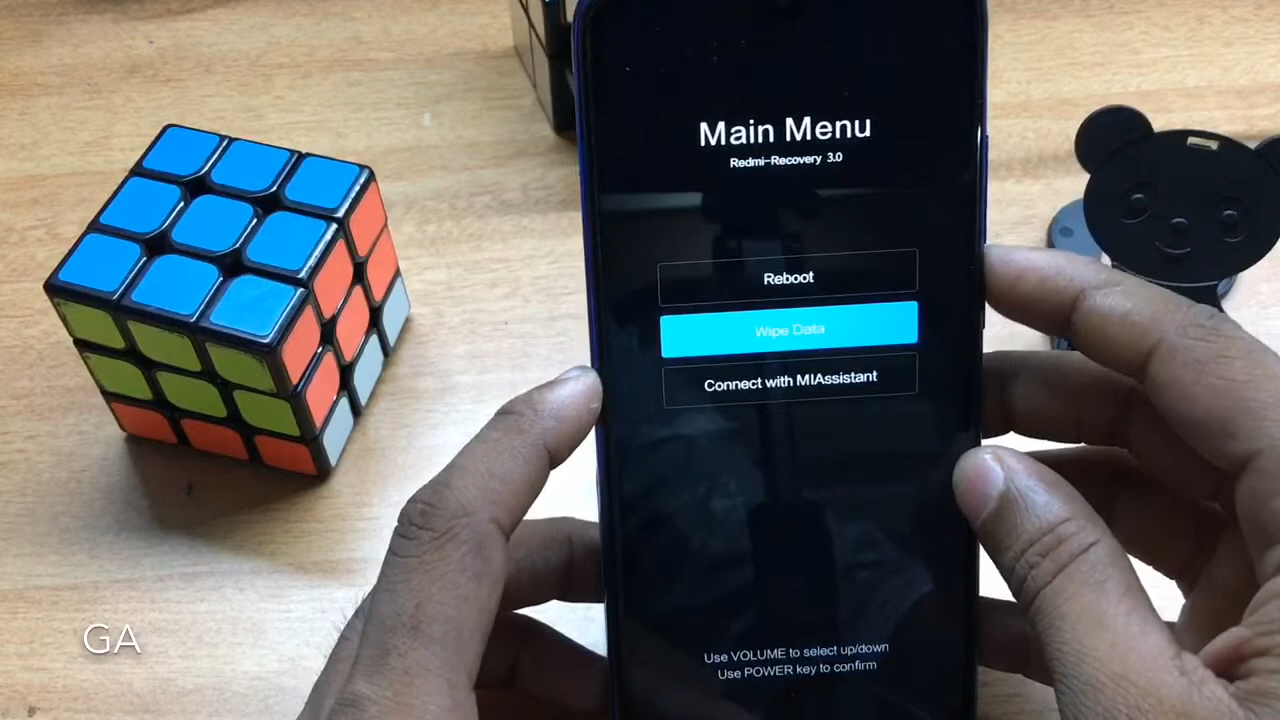 Main Menu
Redmi-Recovery 3.0
Reboot
Wipe Data
Connect with MIAssistant
Use VOLUME to select up/down
Use POWER key to confirm
GA